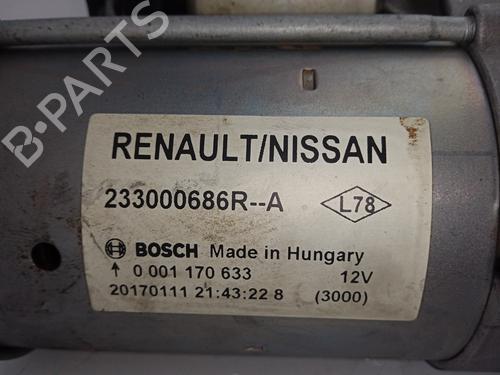 B-PARTS
RENAULT/NISSAN
233000686R--A
L78
BOSCH Made in Hungary
↑ 0 001 170 633 12V
20170111 21:43:22 8 (3000)
B-PARTS